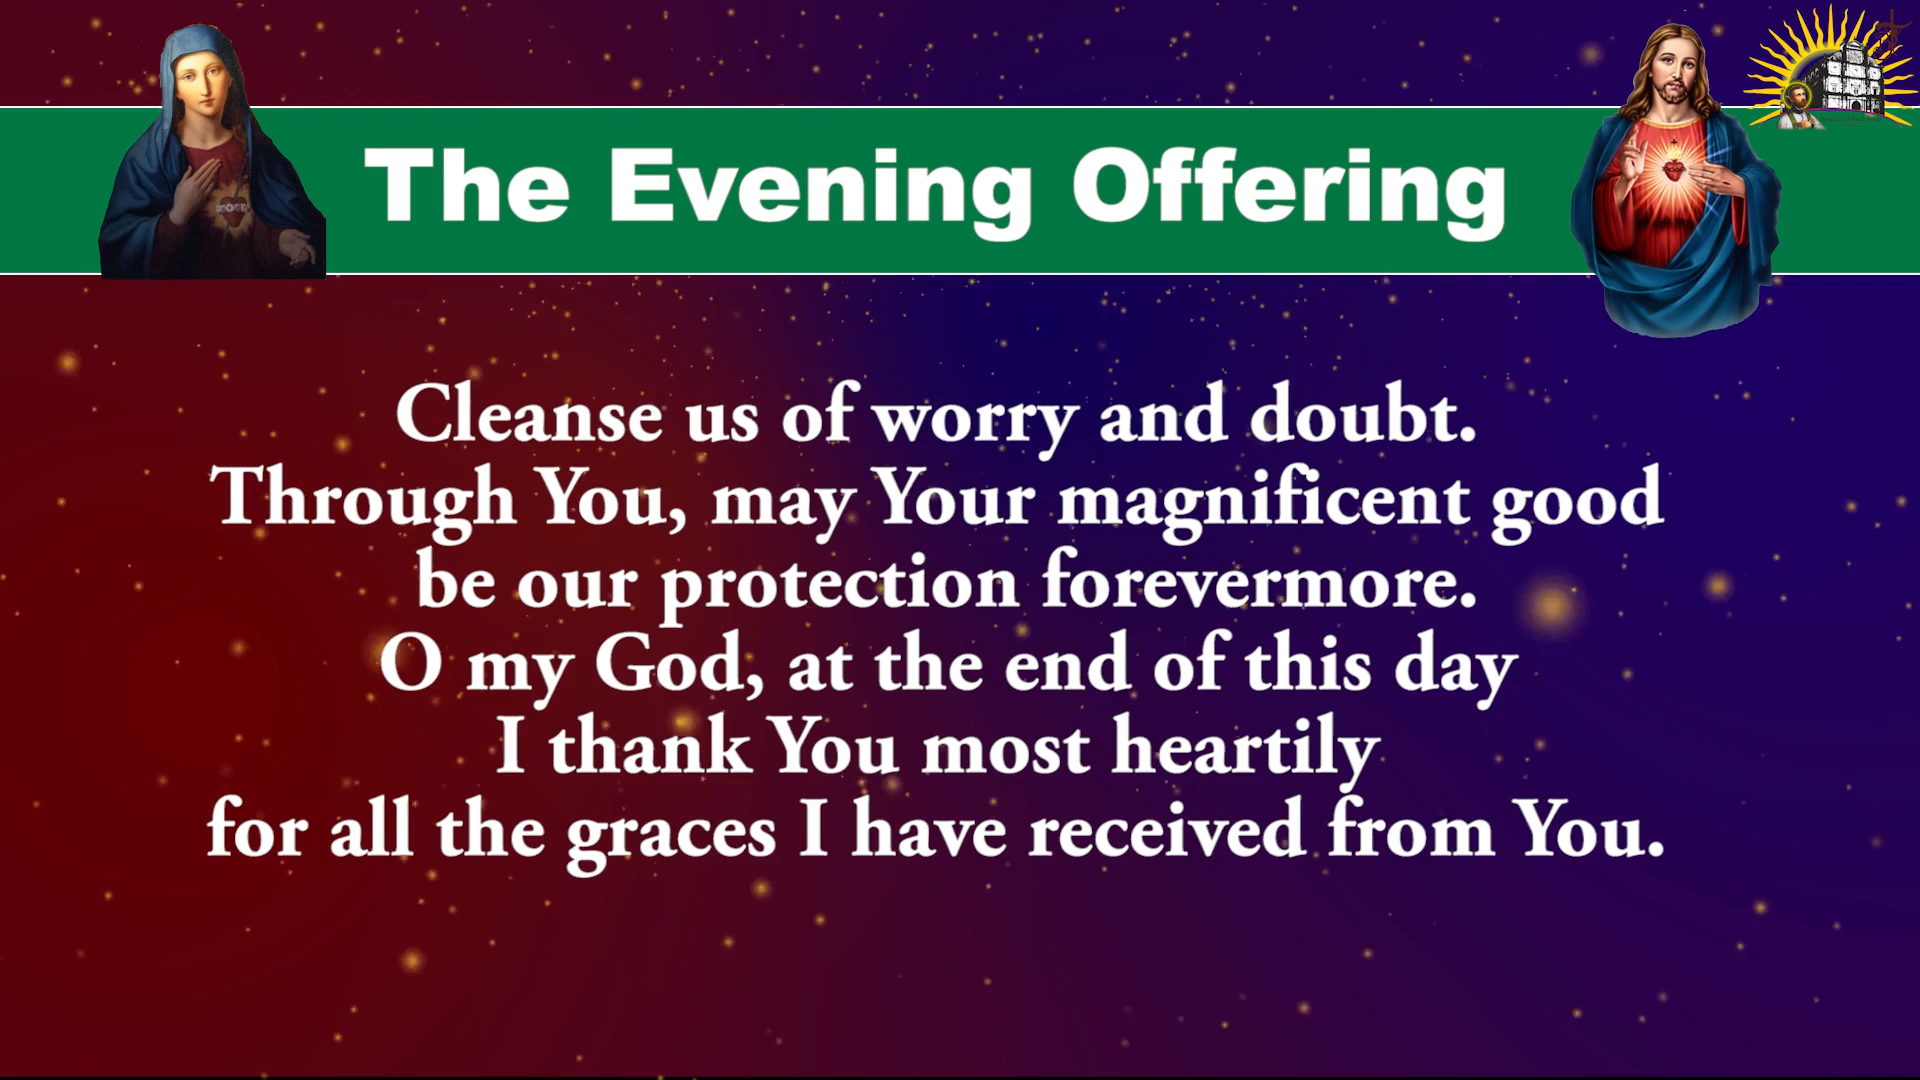 The Evening Offering
Cleanse us of worry and doubt.
Through You, may Your magnificent good
be our protection forevermore.
O my God, at the end of this day
I thank You most heartily
for all the graces I have received from You.